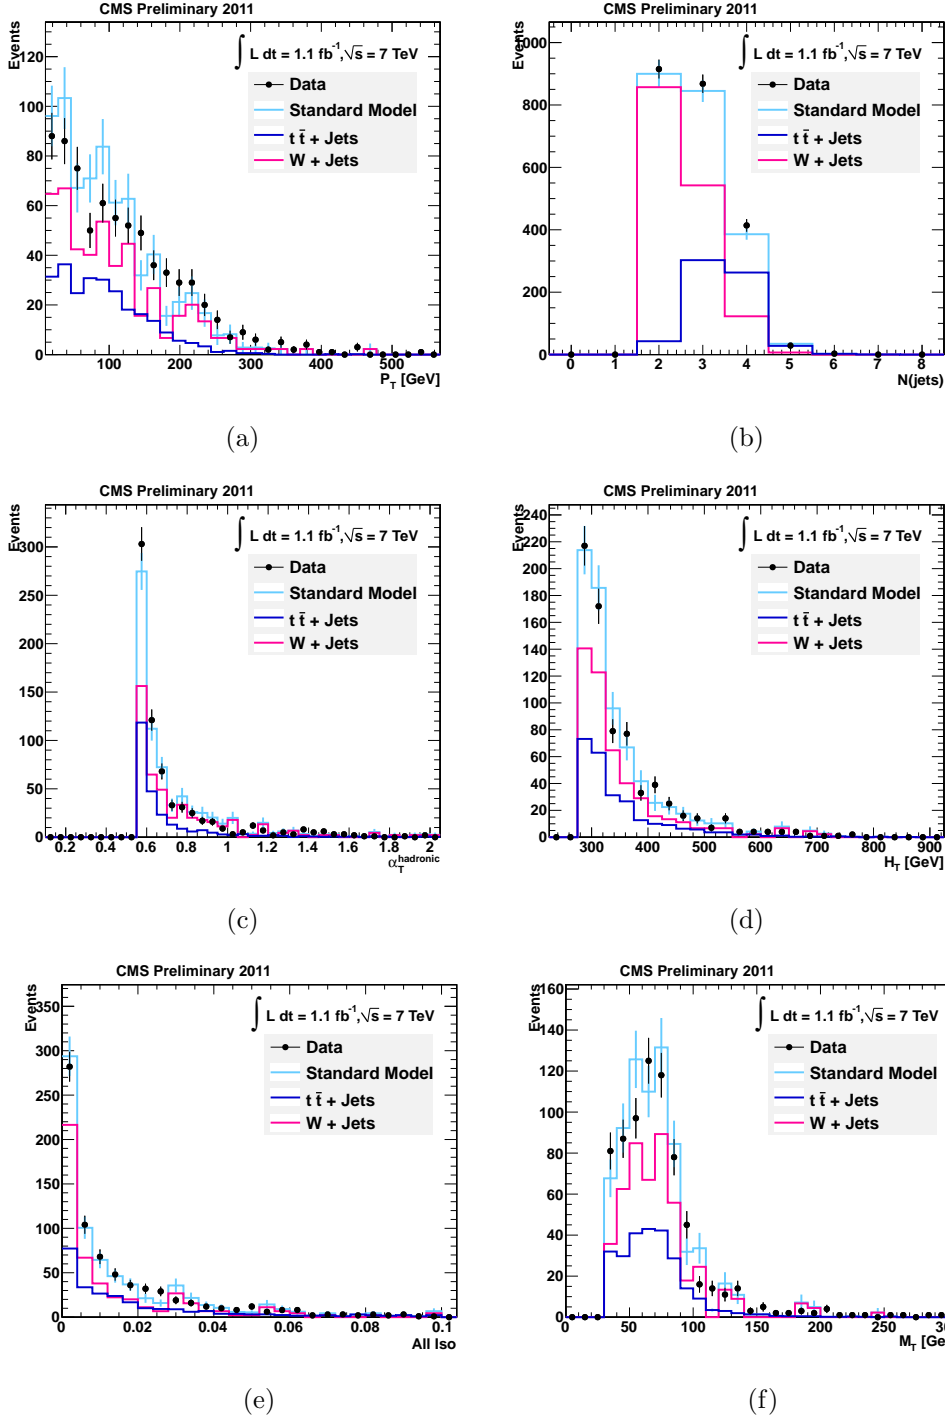 CMS Preliminary 2011
Events
∫ L dt = 1.1 fb⁻¹, √s = 7 TeV
Data
Standard Model
t t̄ + Jets
W + Jets
120
100
80
60
40
20
0
100 200 300 400 500
P_T [GeV]
(a)
CMS Preliminary 2011
Events
∫ L dt = 1.1 fb⁻¹, √s = 7 TeV
Data
Standard Model
t t̄ + Jets
W + Jets
1000
800
600
400
200
0
0 1 2 3 4 5 6 7 8
N(jets)
(b)
CMS Preliminary 2011
Events
∫ L dt = 1.1 fb⁻¹, √s = 7 TeV
Data
Standard Model
t t̄ + Jets
W + Jets
300
250
200
150
100
50
0
0.2 0.4 0.6 0.8 1.0 1.2 1.4 1.6 1.8 2.0
α_T^hadronic
(c)
CMS Preliminary 2011
Events
∫ L dt = 1.1 fb⁻¹, √s = 7 TeV
Data
Standard Model
t t̄ + Jets
W + Jets
240
220
200
180
160
140
120
100
80
60
40
20
0
300 400 500 600 700 800 900
H_T [GeV]
(d)
CMS Preliminary 2011
Events
∫ L dt = 1.1 fb⁻¹, √s = 7 TeV
Data
Standard Model
t t̄ + Jets
W + Jets
350
300
250
200
150
100
50
0
0 0.02 0.04 0.06 0.08 0.1
All Iso
(e)
CMS Preliminary 2011
Events
∫ L dt = 1.1 fb⁻¹, √s = 7 TeV
Data
Standard Model
t t̄ + Jets
W + Jets
160
140
120
100
80
60
40
20
0
0 50 100 150 200 250
M_T [Ge
(f)